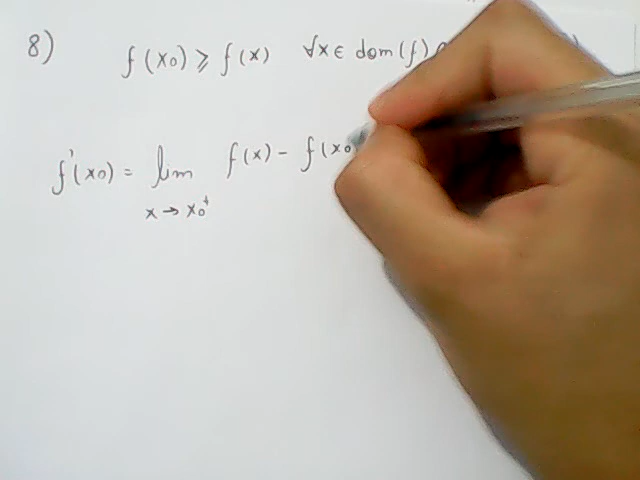 8) f(x₀) ⩾ f(x) ∀x ∈ dom(f)
f'(x₀) = lim f(x) - f(x₀
x → x₀⁺